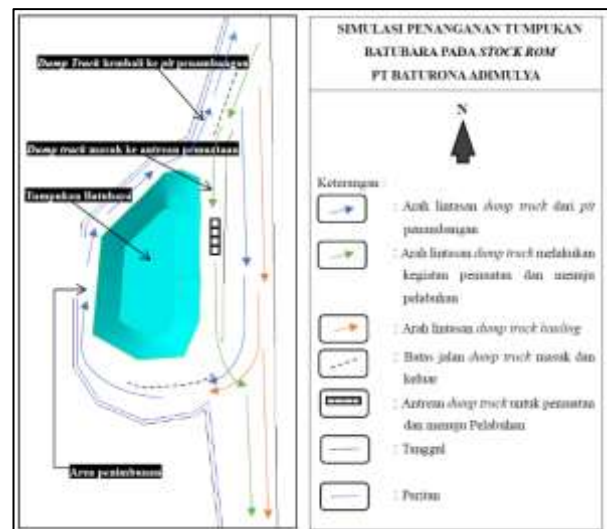 Dump Truck kembali ke pit penambangan
Dump truck masuk ke antrean pemuatan
Tumpukan Batubara
Area penimbunan
SIMULASI PENANGANAN TUMPUKAN
BATUBARA PADA STOCK ROM
PT BATURONA ADIMULYA
N
Keterangan :
: Arah lintasan dump truck dari pit
penambangan
: Arah lintasan dump truck melakukan
kegiatan pemuatan dan menuju
pelabuhan
: Arah lintasan dump truck hauling
: Batas jalan dump truck masuk dan
keluar
: Antrean dump truck untuk pemuatan
dan menuju Pelabuhan
: Tanggul
: Paritan